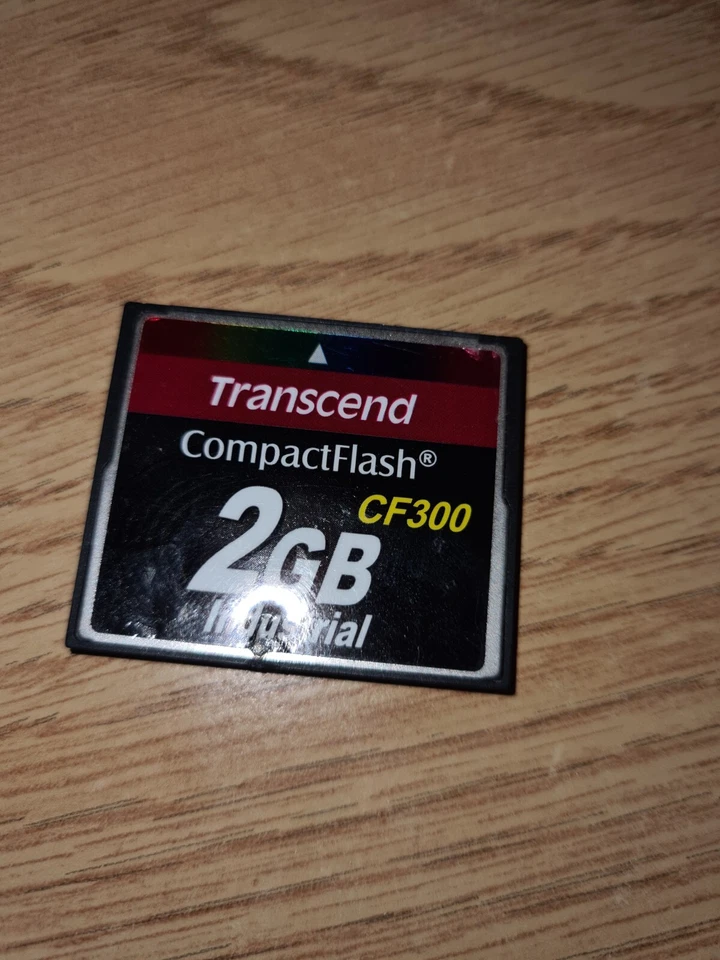 Transcend
CompactFlash®
CF300
2GB
Industrial